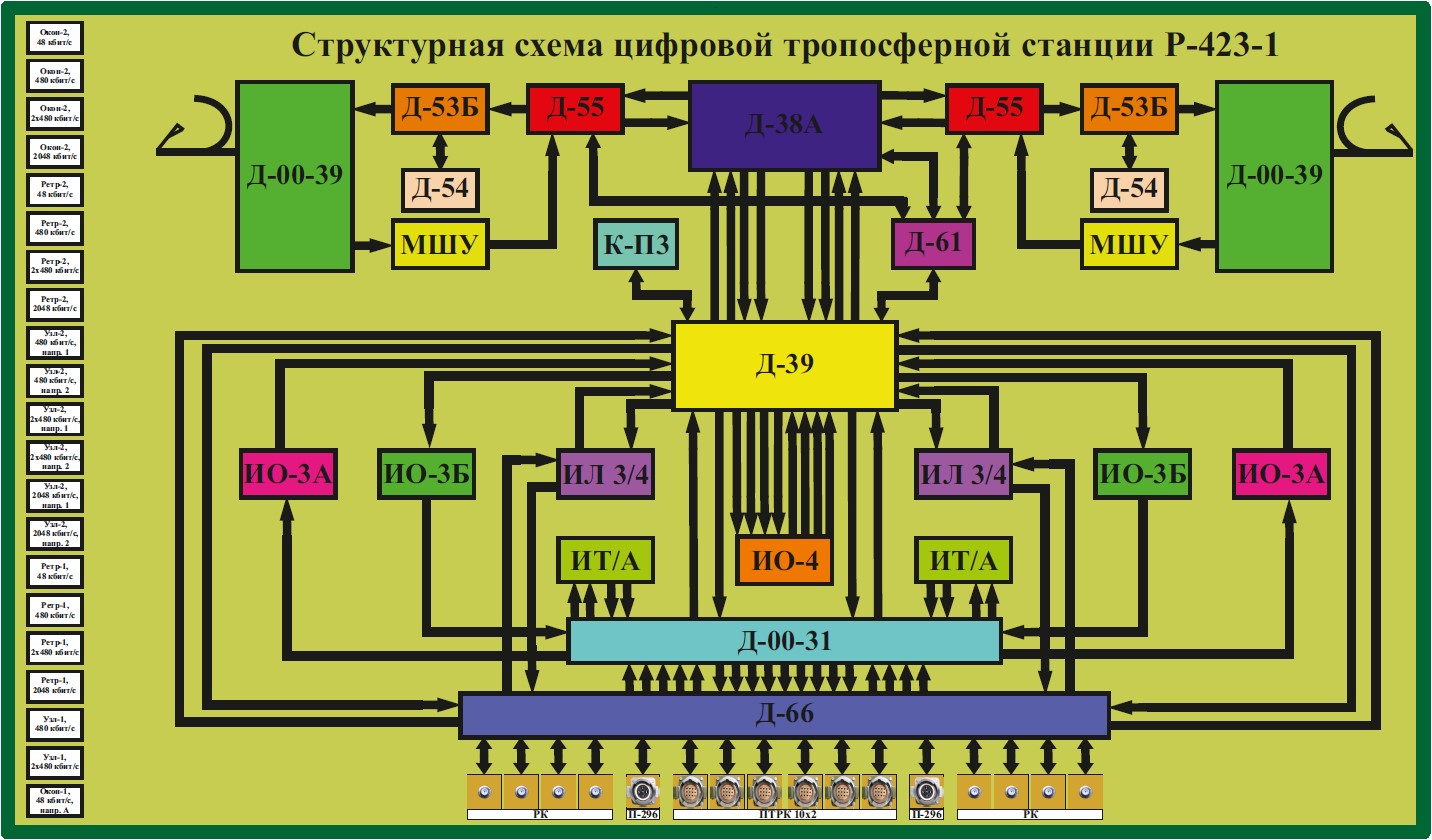 Структурная схема цифровой тропосферной станции Р-423-1
Окон-2,
48 кбит/с
Окон-2,
480 кбит/с
Окон-2,
2х480 кбит/с
Окон-2,
2048 кбит/с
Ретр-2,
48 кбит/с
Ретр-2,
480 кбит/с
Ретр-2,
2х480 кбит/с
Ретр-2,
2048 кбит/с
Узл-2,
480 кбит/с,
напр. 1
Узл-2,
480 кбит/с,
напр. 2
Узл-2,
2х480 кбит/с,
напр. 1
Узл-2,
2х480 кбит/с,
напр. 2
Узл-2,
2048 кбит/с,
напр. 1
Узл-2,
2048 кбит/с,
напр. 2
Ретр-1,
48 кбит/с
Ретр-1,
480 кбит/с
Ретр-1,
2х480 кбит/с
Ретр-1,
2048 кбит/с
Узл-1,
480 кбит/с
Узл-1,
2х480 кбит/с
Окон-1,
48 кбит/с,
напр. А
Д-00-39
Д-53Б
Д-55
Д-38А
Д-55
Д-53Б
Д-00-39
Д-54
Д-54
МШУ
К-П3
Д-61
МШУ
Д-39
ИО-3А
ИО-3Б
ИЛ 3/4
ИЛ 3/4
ИО-3Б
ИО-3А
ИТ/А
ИО-4
ИТ/А
Д-00-31
Д-66
РК
П-296
ПТРК 10х2
П-296
РК